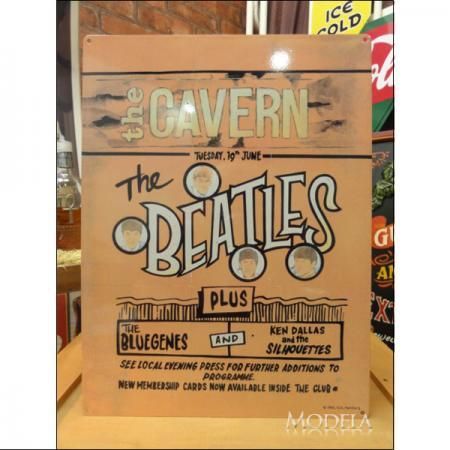 ICE
COLD
the CAVERN
TUESDAY, 19TH JUNE
The
BEATLES
PLUS
THE
BLUEGENES
AND
KEN DALLAS
and the
SILHOUETTES
SEE LOCAL EVENING PRESS FOR FURTHER ADDITIONS TO
PROGRAMME.
NEW MEMBERSHIP CARDS NOW AVAILABLE INSIDE THE CLUB
MODELA